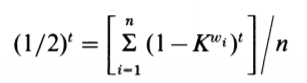 (1/2)^t = [ Σ_{i=1}^{n} (1 − K^{w_i})^t ] / n